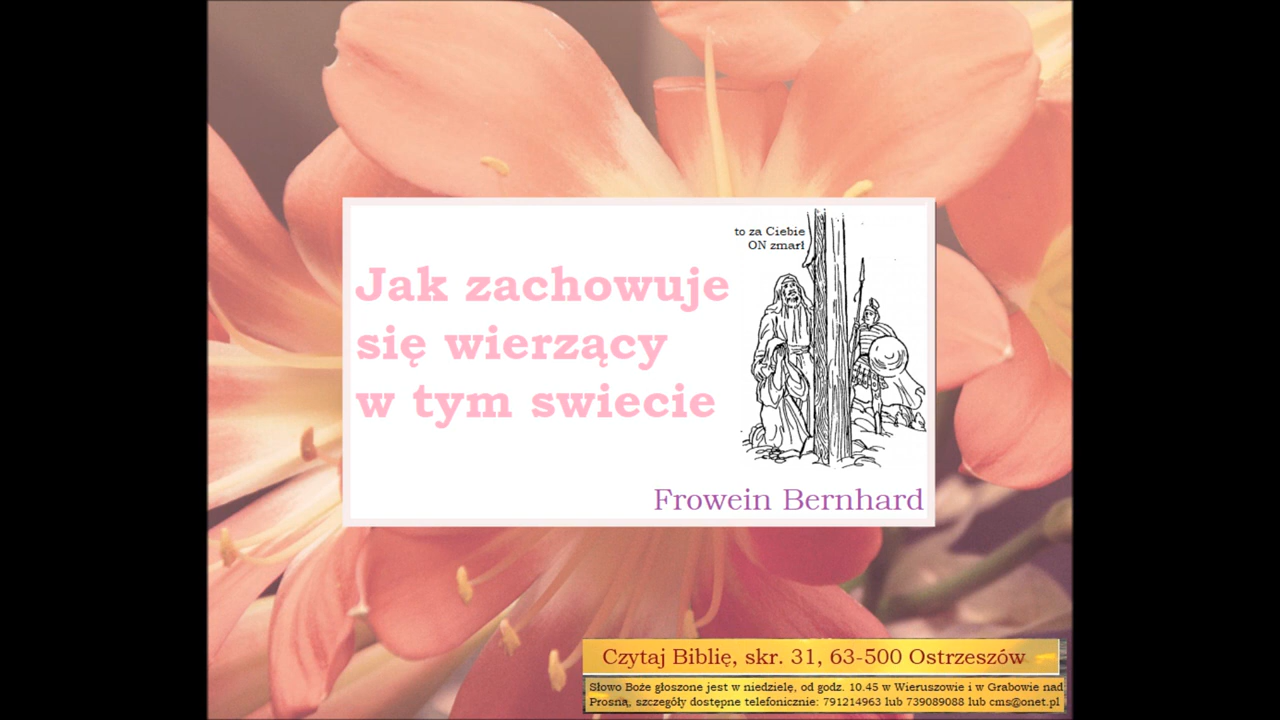 to za Ciebie
ON zmarł
Jak zachowuje
się wierzący
w tym swiecie
Frowein Bernhard
Czytaj Biblię, skr. 31, 63-500 Ostrzeszów
Słowo Boże głoszone jest w niedzielę, od godz. 10.45 w Wieruszowie i w Grabowie nad
Prosną, szczegóły dostępne telefonicznie: 791214963 lub 739089088 lub cms@onet.pl